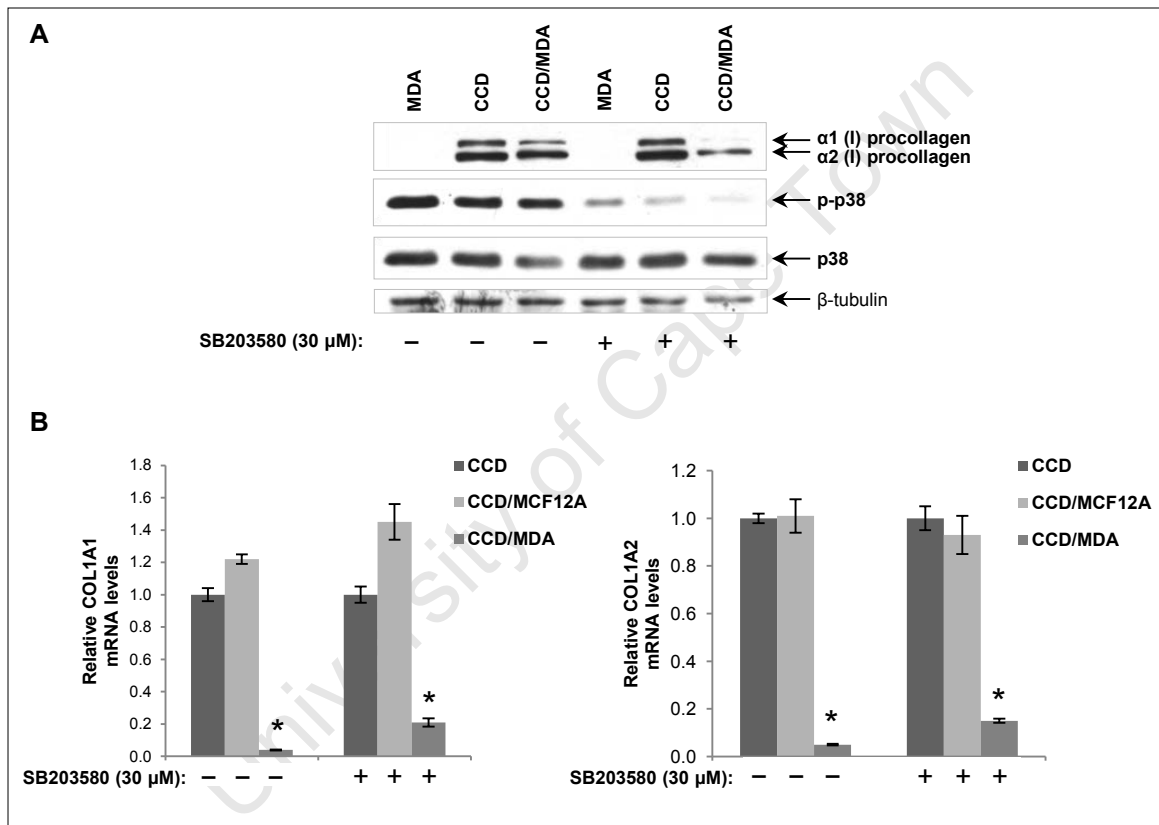 A
MDA CCD CCD/MDA MDA CCD CCD/MDA
α1 (I) procollagen
α2 (I) procollagen
p-p38
p38
β-tubulin
SB203580 (30 µM): – – – + + +
B
Relative COL1A1
mRNA levels
1.8
1.6
1.4
1.2
1.0
0.8
0.6
0.4
0.2
0.0
CCD
CCD/MCF12A
CCD/MDA
* *
SB203580 (30 µM): – – – + + +
Relative COL1A2
mRNA levels
1.2
1.0
0.8
0.6
0.4
0.2
0.0
CCD
CCD/MCF12A
CCD/MDA
* *
SB203580 (30 µM): – – – + + +
University of Cape Town